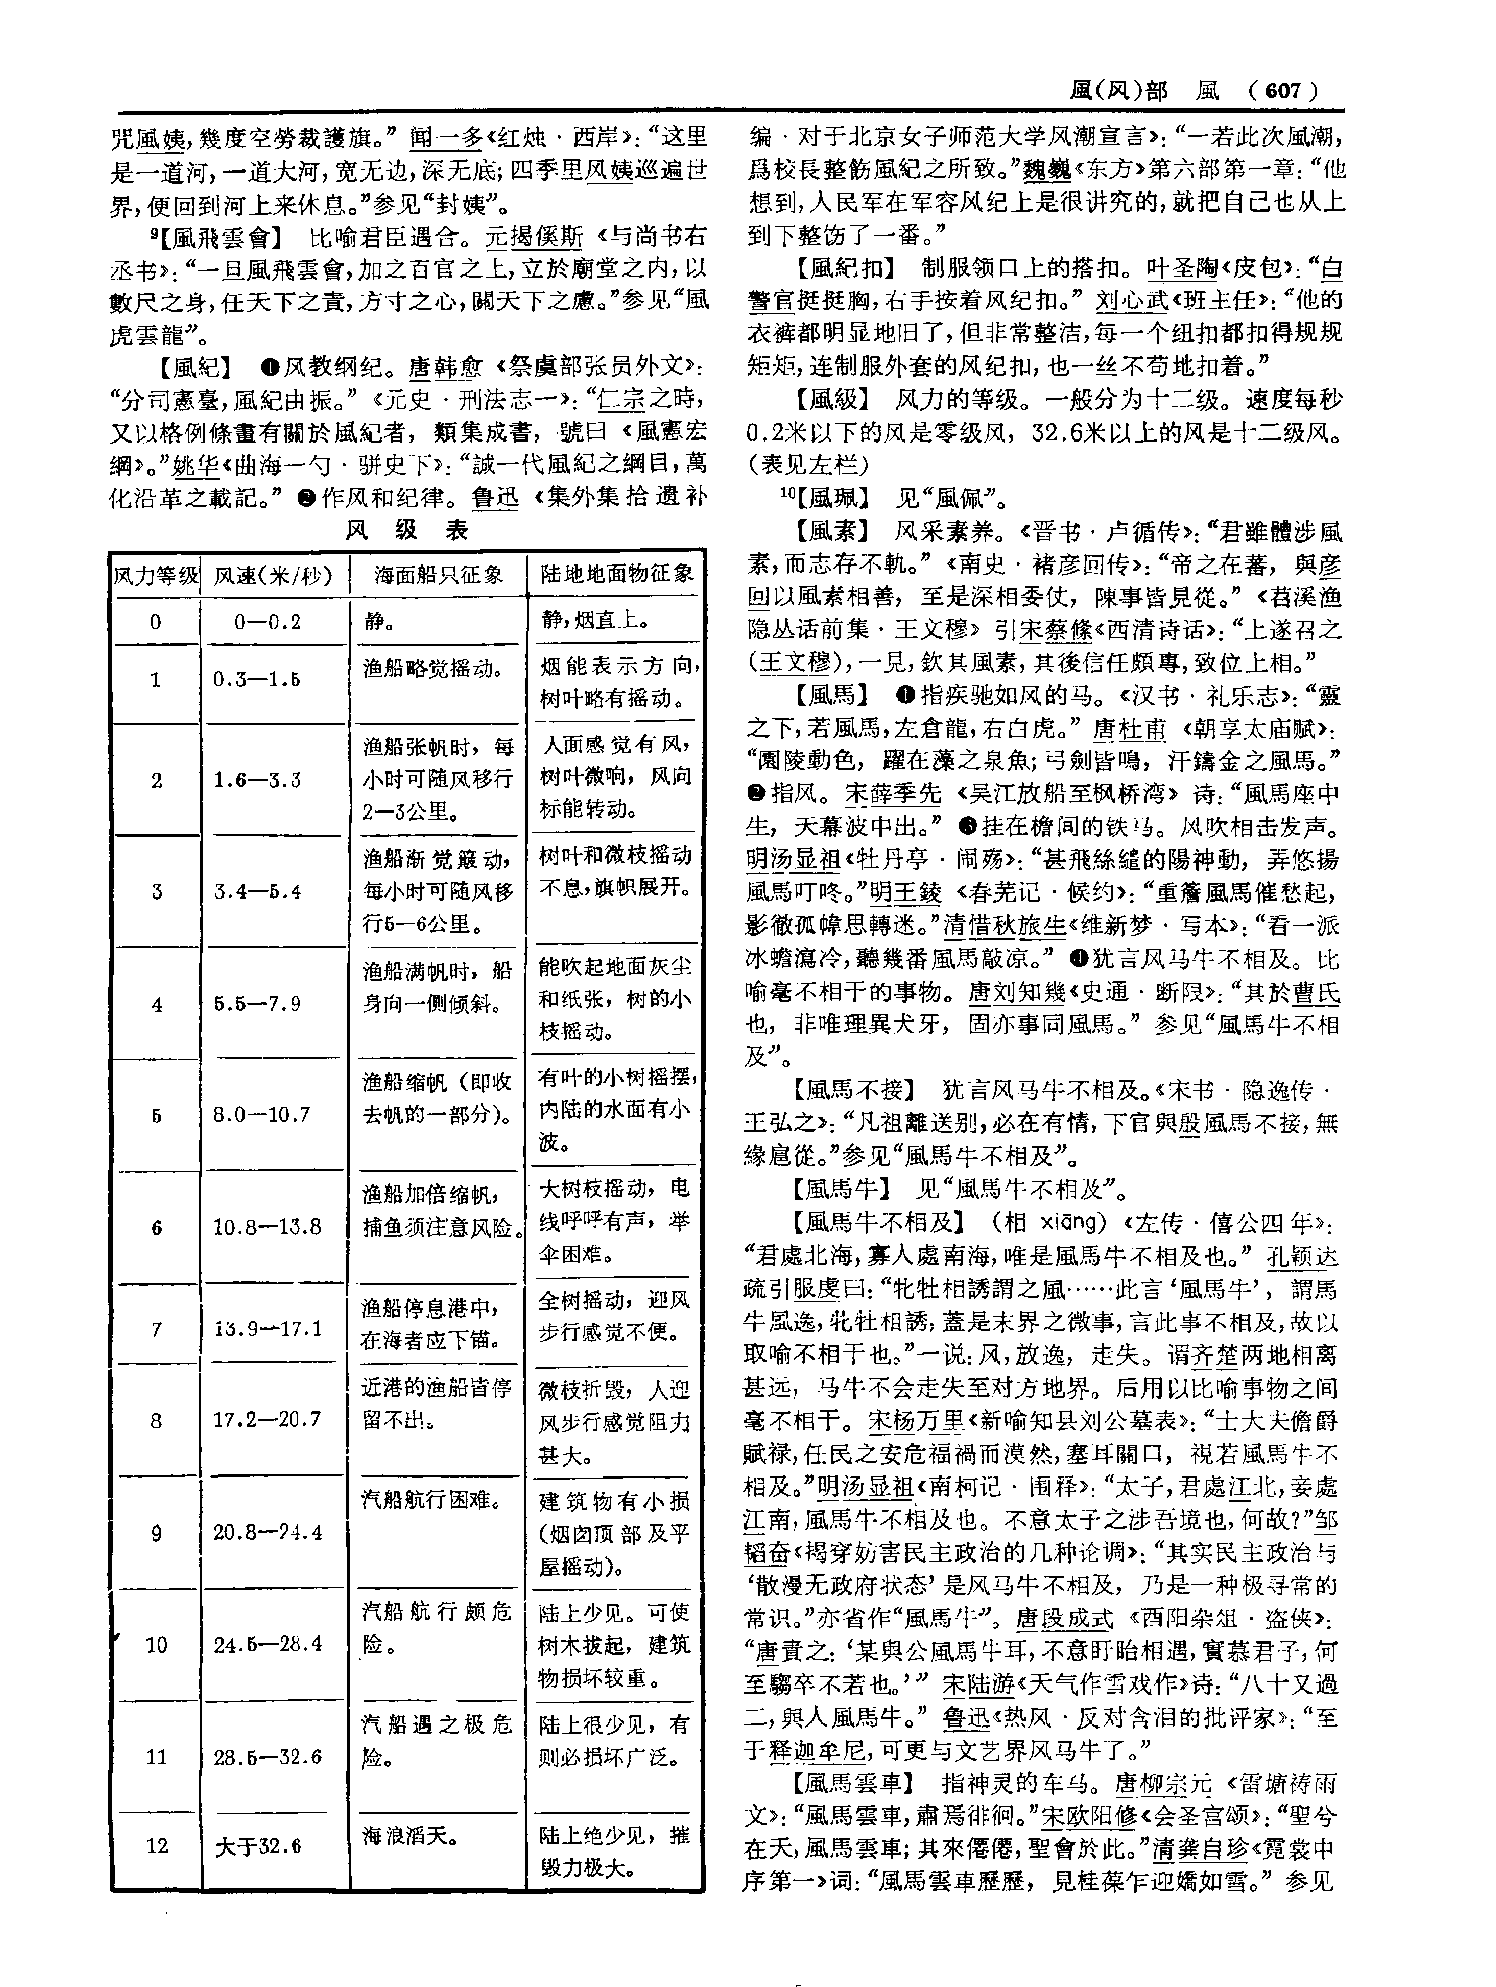 風(风)部　風　(607)
咒風姨,幾度空勞裁護旗。”闻一多《红烛·西岸》:“这里
是一道河,一道大河,宽无边,深无底;四季里风姨巡遍世
界,便回到河上来休息。”参见“封姨”。
9【風飛雲會】　比喻君臣遇合。元揭傒斯《与尚书右
丞书》:“一旦風飛雲會,加之百官之上,立於廟堂之内,以
數尺之身,任天下之責,方寸之心,關天下之慮。”参见“風
虎雲龍”。
【風紀】　❶风教纲纪。唐韩愈《祭虞部张员外文》:
“分司憲臺,風紀由振。”《元史·刑法志一》:“仁宗之時,
又以格例條畫有關於風紀者，類集成書，號曰《風憲宏
綱》。”姚华《曲海一勺·骈史下》:“誠一代風紀之綱目,萬
化沿革之載記。”❷作风和纪律。鲁迅《集外集拾遗补
风　级　表
风力等级　风速(米/秒)　海面船只征象　陆地地面物征象
0　0—0.2　静。　静,烟直上。
1　0.3—1.5　渔船略觉摇动。　烟能表示方向,
树叶略有摇动。
2　1.6—3.3　渔船张帆时，每
小时可随风移行
2—3公里。
人面感觉有风，
树叶微响，风向
标能转动。
3　3.4—5.4　渔船渐觉簸动,
每小时可随风移
行5—6公里。
树叶和微枝摇动
不息,旗帜展开。
4　5.5—7.9　渔船满帆时，船
身向一侧倾斜。
能吹起地面灰尘
和纸张，树的小
枝摇动。
5　8.0—10.7　渔船缩帆（即收
去帆的一部分)。
有叶的小树摇摆,
内陆的水面有小
波。
6　10.8—13.8　渔船加倍缩帆,
捕鱼须注意风险。
大树枝摇动，电
线呼呼有声，举
伞困难。
7　13.9—17.1　渔船停息港中,
在海者应下锚。
全树摇动，迎风
步行感觉不便。
8　17.2—20.7　近港的渔船皆停
留不出。
微枝折毁，人迎
风步行感觉阻力
甚大。
9　20.8—24.4　汽船航行困难。　建筑物有小损
(烟囱顶部及平
屋摇动)。
10　24.5—28.4　汽船航行颇危
险。
陆上少见。可使
树木拔起，建筑
物损坏较重。
11　28.5—32.6　汽船遇之极危
险。
陆上很少见，有
则必损坏广泛。
12　大于32.6　海浪滔天。　陆上绝少见，摧
毁力极大。
编·对于北京女子师范大学风潮宣言》:“一若此次風潮,
爲校長整飭風紀之所致。”魏巍《东方》第六部第一章:“他
想到,人民军在军容风纪上是很讲究的,就把自己也从上
到下整饬了一番。”
【風紀扣】　制服领口上的搭扣。叶圣陶《皮包》:“白
警官挺挺胸,右手按着风纪扣。”刘心武《班主任》:“他的
衣裤都明显地旧了,但非常整洁,每一个纽扣都扣得规规
矩矩,连制服外套的风纪扣,也一丝不苟地扣着。”
【風級】　风力的等级。一般分为十二级。速度每秒
0.2米以下的风是零级风，32.6米以上的风是十二级风。
(表见左栏)
10【風珮】　见“風佩”。
【風素】　风采素养。《晋书·卢循传》:“君雖體涉風
素,而志存不軌。”《南史·褚彦回传》:“帝之在蕃，與彦
回以風素相善，至是深相委仗，陳事皆見從。”《苕溪渔
隐丛话前集·王文穆》引宋蔡絛《西清诗话》:“上遂召之
(王文穆),一見,欽其風素,其後信任頗專,致位上相。”
【風馬】　❶指疾驰如风的马。《汉书·礼乐志》:“靈
之下,若風馬,左倉龍,右白虎。”唐杜甫《朝享太庙赋》:
“園陵動色，躍在藻之泉魚;弓劍皆鳴，汗鑄金之風馬。”
❷指风。宋薛季先《吴江放船至枫桥湾》诗:“風馬座中
生，天幕波中出。”❸挂在檐间的铁马。风吹相击发声。
明汤显祖《牡丹亭·闹殇》:“甚飛絲繾的陽神動，弄悠揚
風馬叮咚。”明王錂《春芜记·候约》:“重簷風馬催愁起,
影徹孤幃思轉迷。”清惜秋旅生《维新梦·写本》:“看一派
冰蟾瀉冷,聽幾番風馬敲凉。”❹犹言风马牛不相及。比
喻毫不相干的事物。唐刘知幾《史通·断限》:“其於曹氏
也，非唯理異犬牙，固亦事同風馬。”参见“風馬牛不相
及”。
【風馬不接】　犹言风马牛不相及。《宋书·隐逸传·
王弘之》:“凡祖離送别,必在有情,下官與殷風馬不接,無
緣扈從。”参见“風馬牛不相及”。
【風馬牛】　见“風馬牛不相及”。
【風馬牛不相及】（相 xiāng）《左传·僖公四年》:
“君處北海,寡人處南海,唯是風馬牛不相及也。”孔颖达
疏引服虔曰:“牝牡相誘謂之風……此言‘風馬牛’，謂馬
牛風逸,牝牡相誘;蓋是末界之微事,言此事不相及,故以
取喻不相干也。”一说:风,放逸，走失。谓齐楚两地相离
甚远，马牛不会走失至对方地界。后用以比喻事物之间
毫不相干。宋杨万里《新喻知县刘公墓表》:“士大夫儋爵
賦禄,任民之安危福禍而漠然,塞耳關口，視若風馬牛不
相及。”明汤显祖《南柯记·围释》:“太子,君處江北,妾處
江南,風馬牛不相及也。不意太子之涉吾境也,何故?”邹
韬奋《揭穿妨害民主政治的几种论调》:“其实民主政治与
‘散漫无政府状态’是风马牛不相及，乃是一种极寻常的
常识。”亦省作“風馬牛”。唐段成式《酉阳杂俎·盗侠》:
“唐責之:‘某與公風馬牛耳,不意盱眙相遇,實慕君子,何
至騶卒不若也。’”宋陆游《天气作雪戏作》诗:“八十又過
二,與人風馬牛。”鲁迅《热风·反对含泪的批评家》:“至
于释迦牟尼,可更与文艺界风马牛了。”
【風馬雲車】　指神灵的车马。唐柳宗元《雷塘祷雨
文》:“風馬雲車,肅焉徘徊。”宋欧阳修《会圣宫颂》:“聖兮
在天,風馬雲車;其來僊僊,聖會於此。”清龚自珍《霓裳中
序第一》词:“風馬雲車歷歷，見桂葆乍迎嬌如雪。”参见